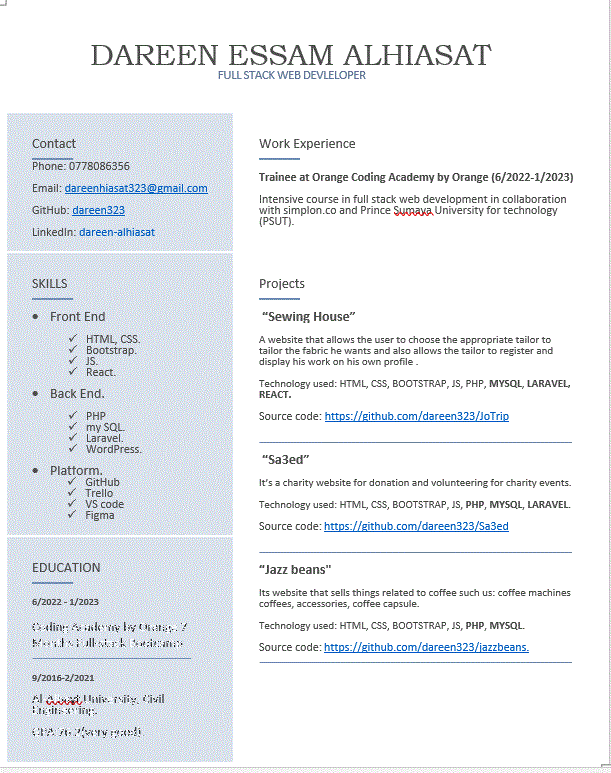 DAREEN ESSAM ALHIASAT
FULL STACK WEB DEVLELOPER
Contact
Phone: 0778086356
Email: dareenhiasat323@gmail.com
GitHub: dareen323
LinkedIn: dareen-alhiasat
SKILLS
Front End
HTML, CSS.
Bootstrap.
JS.
React.
Back End.
PHP
my SQL.
Laravel.
WordPress.
Platform.
GitHub
Trello
VS code
Figma
EDUCATION
6/2022 - 1/2023
Coding Academy by Orange 7
Months Full stack Bootcamp
9/2016-2/2021
University, Civil
Engineering.
(very good)
Work Experience
Trainee at Orange Coding Academy by Orange (6/2022-1/2023)
Intensive course in full stack web development in collaboration
with simplon.co and Prince Sumaya University for technology
(PSUT).
Projects
“Sewing House”
A website that allows the user to choose the appropriate tailor to
tailor the fabric he wants and also allows the tailor to register and
display his work on his own profile .
Technology used: HTML, CSS, BOOTSTRAP, JS, PHP, MYSQL, LARAVEL,
REACT.
Source code: https://github.com/dareen323/JoTrip
“Sa3ed”
It’s a charity website for donation and volunteering for charity events.
Technology used: HTML, CSS, BOOTSTRAP, JS, PHP, MYSQL, LARAVEL.
Source code: https://github.com/dareen323/Sa3ed
“Jazz beans"
Its website that sells things related to coffee such us: coffee machines
coffees, accessories, coffee capsule.
Technology used: HTML, CSS, BOOTSTRAP, JS, PHP, MYSQL.
Source code: https://github.com/dareen323/jazzbeans.